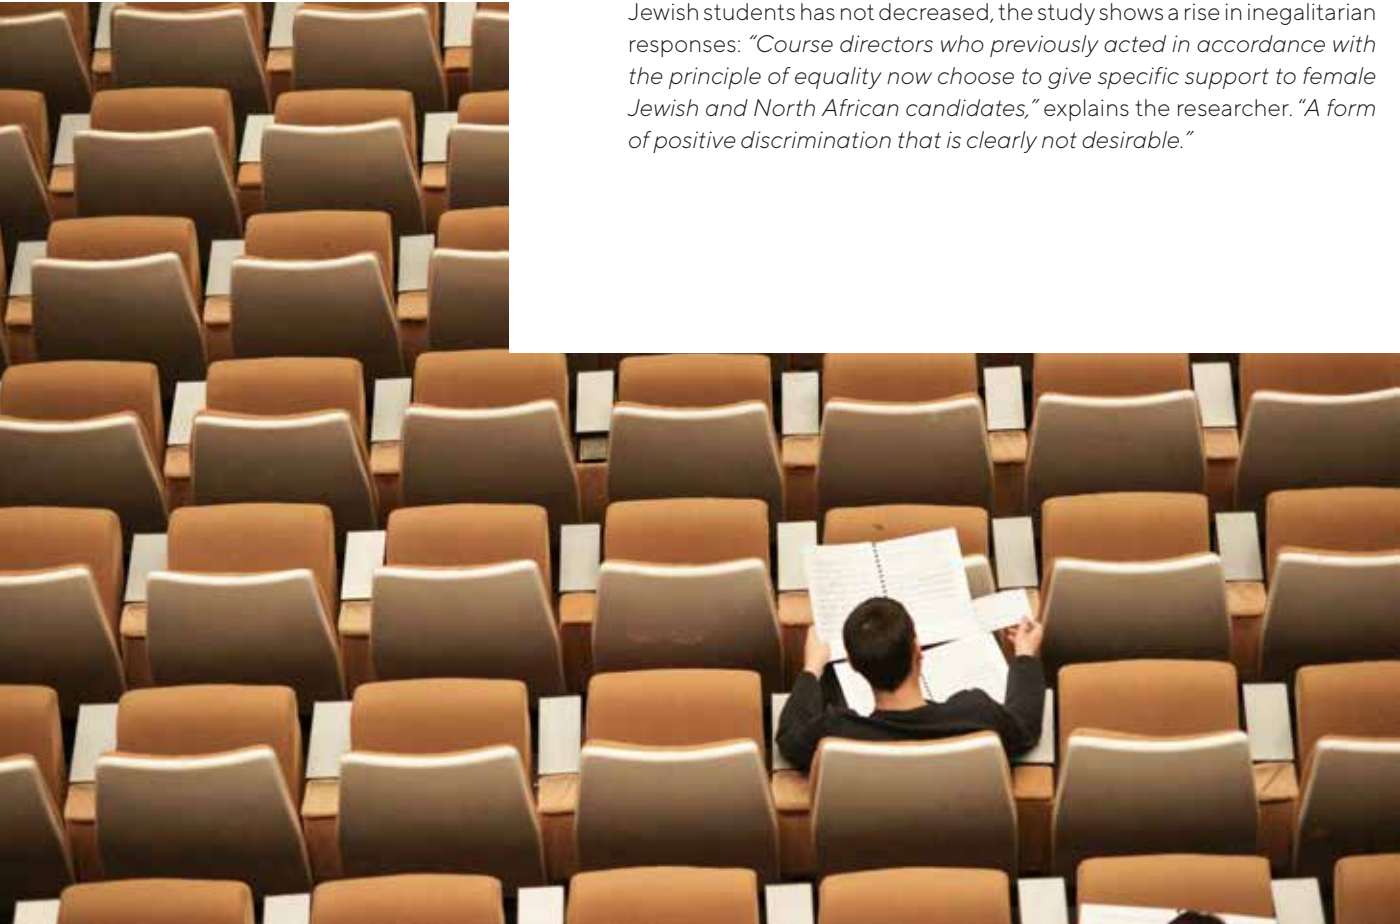 Jewish students has not decreased, the study shows a rise in inegalitarian
responses: “Course directors who previously acted in accordance with
the principle of equality now choose to give specific support to female
Jewish and North African candidates,” explains the researcher. “A form
of positive discrimination that is clearly not desirable.”